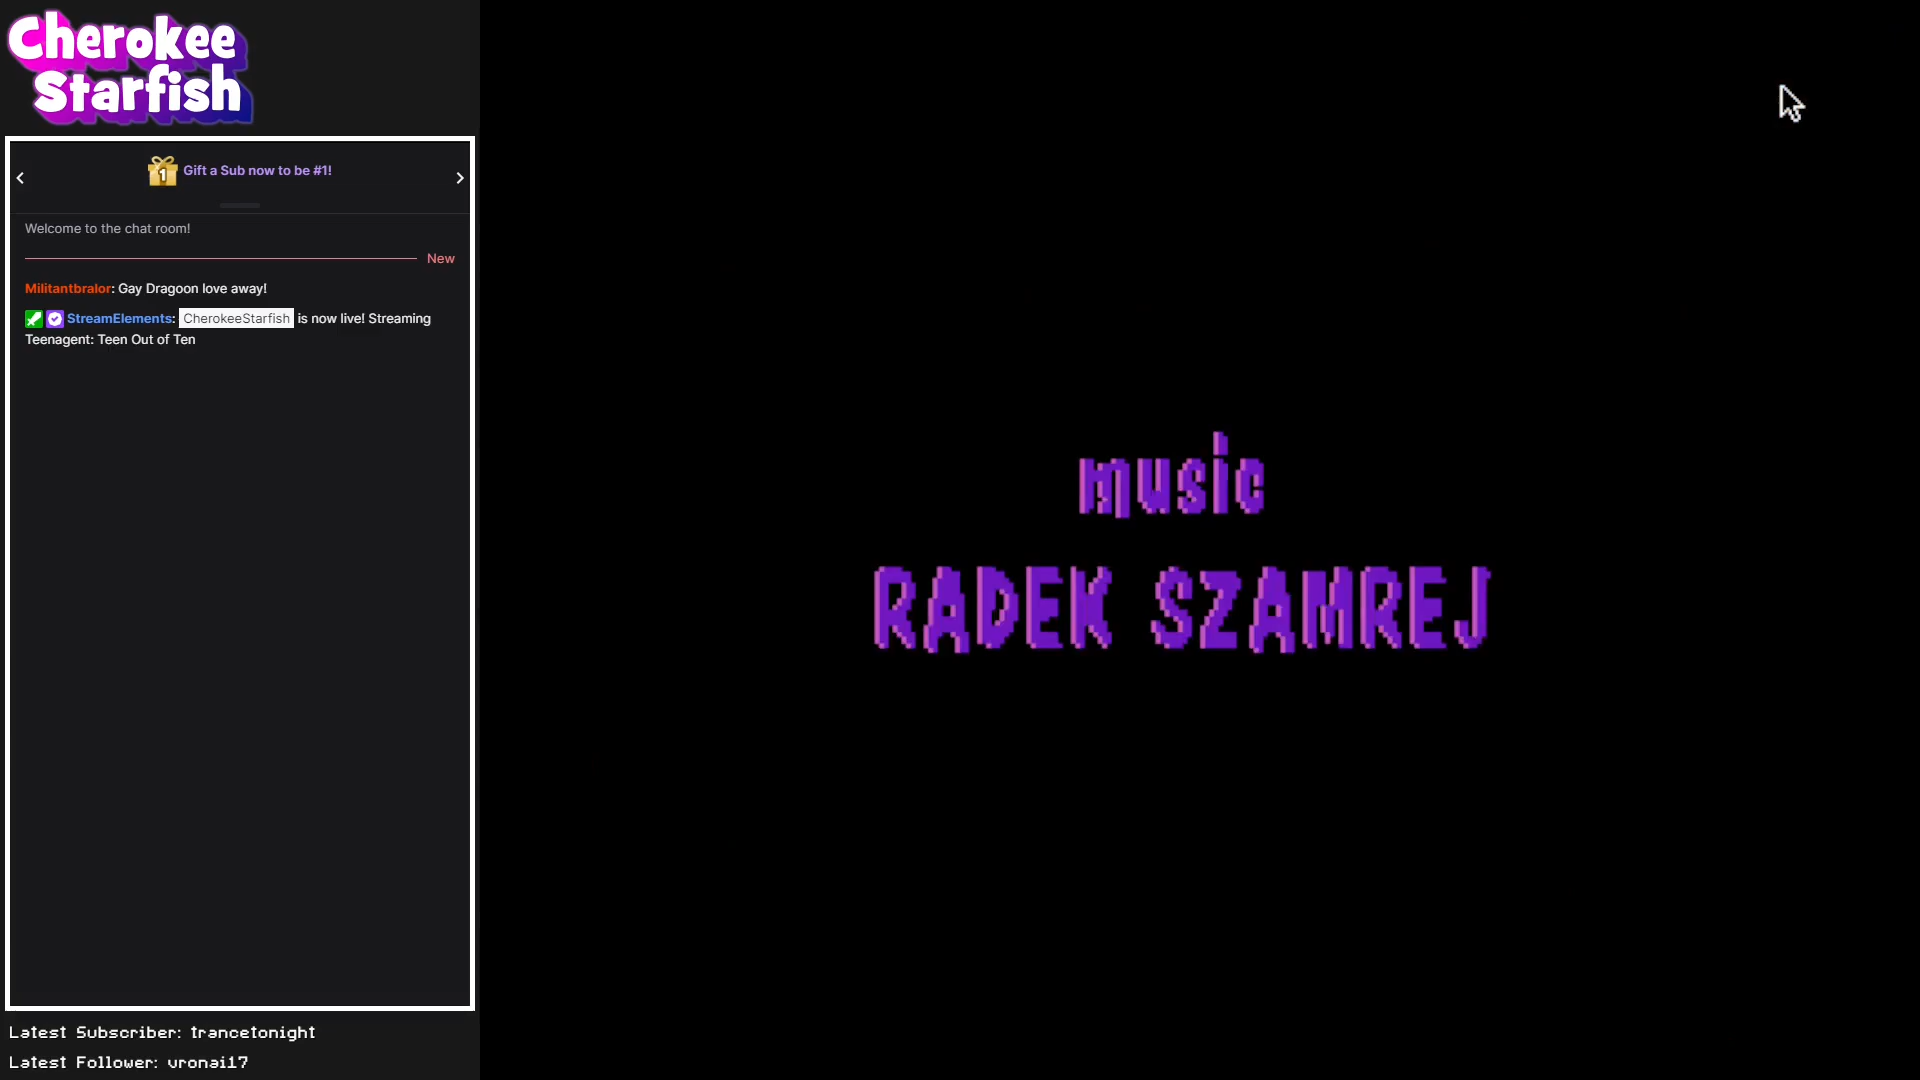 Cherokee
Starfish
1
Gift a Sub now to be #1!
Welcome to the chat room!
New
Militantbralor: Gay Dragoon love away!
StreamElements: CherokeeStarfish is now live! Streaming
Teenagent: Teen Out of Ten
music
RADEK SZAMREJ
Latest Subscriber: trancetonight
Latest Follower: vronai17